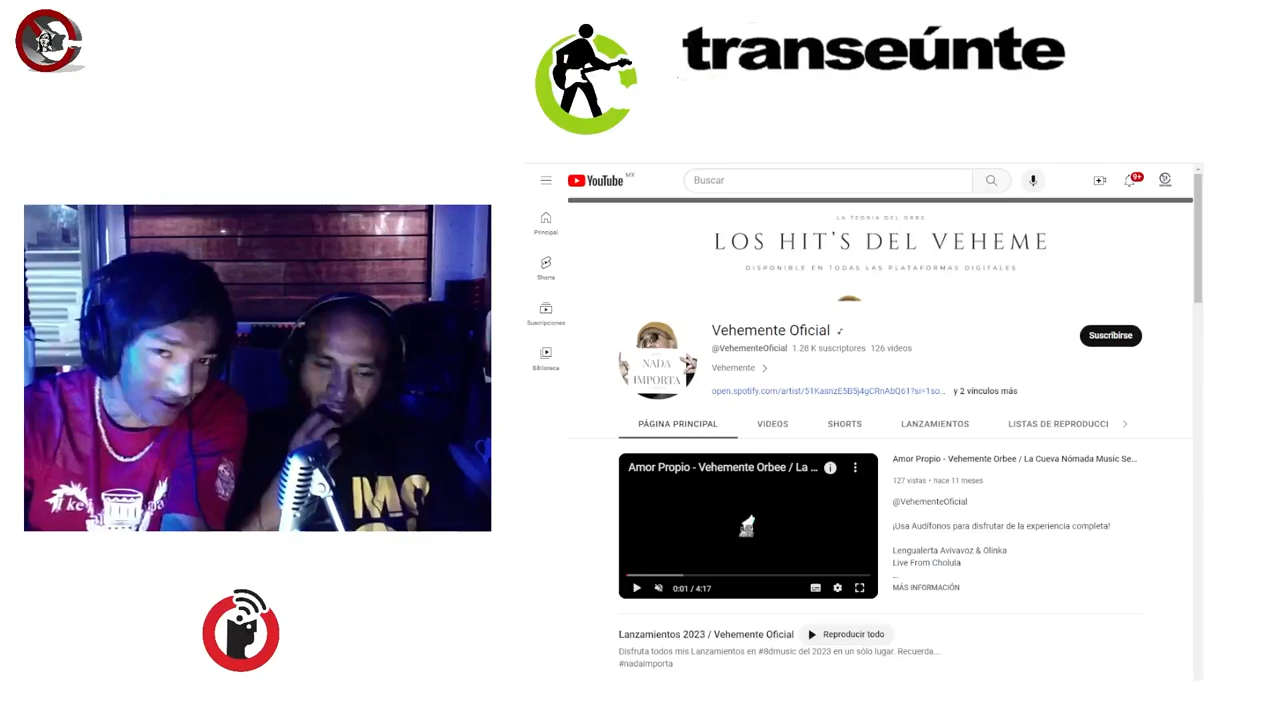 transeúnte
YouTube MX
Buscar
9+
Principal
Shorts
Suscripciones
Biblioteca
LA TEORIA DEL ORBE
LOS HIT'S DEL VEHEME
DISPONIBLE EN TODAS LAS PLATAFORMAS DIGITALES
NADA
IMPORTA
Vehemente Oficial
@VehementeOficial 1.28 K suscriptores 126 videos
Vehemente
open.spotify.com/artist/51KasnzE5B5j4gCRnAbQ61?si=1so... y 2 vínculos más
Suscribirse
PÁGINA PRINCIPAL VIDEOS SHORTS LANZAMIENTOS LISTAS DE REPRODUCCI
Amor Propio - Vehemente Orbee / La ...
0:01 / 4:17
Amor Propio - Vehemente Orbee / La Cueva Nómada Music Se...
127 vistas • hace 11 meses
@VehementeOficial
¡Usa Audífonos para disfrutar de la experiencia completa!
Lengualerta Avivavoz & Olinka
Live From Cholula
...
MÁS INFORMACIÓN
Lanzamientos 2023 / Vehemente Oficial Reproducir todo
Disfruta todos mis Lanzamientos en #8dmusic del 2023 en un sólo lugar. Recuerda...
#nadaimporta